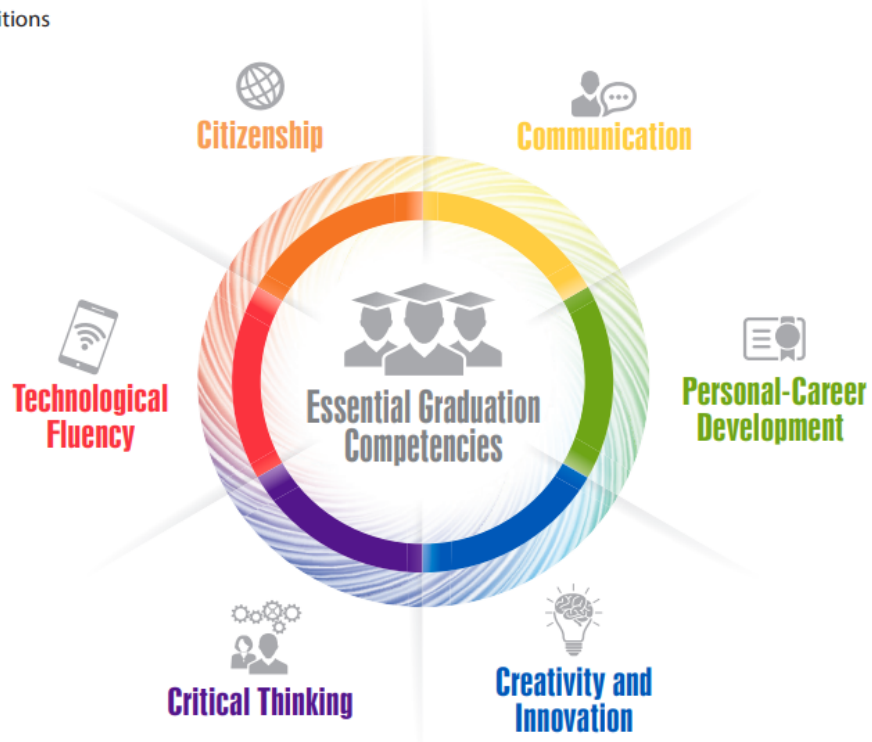 itions
Citizenship
Communication
Technological
Fluency
Essential Graduation
Competencies
Personal-Career
Development
Critical Thinking
Creativity and
Innovation